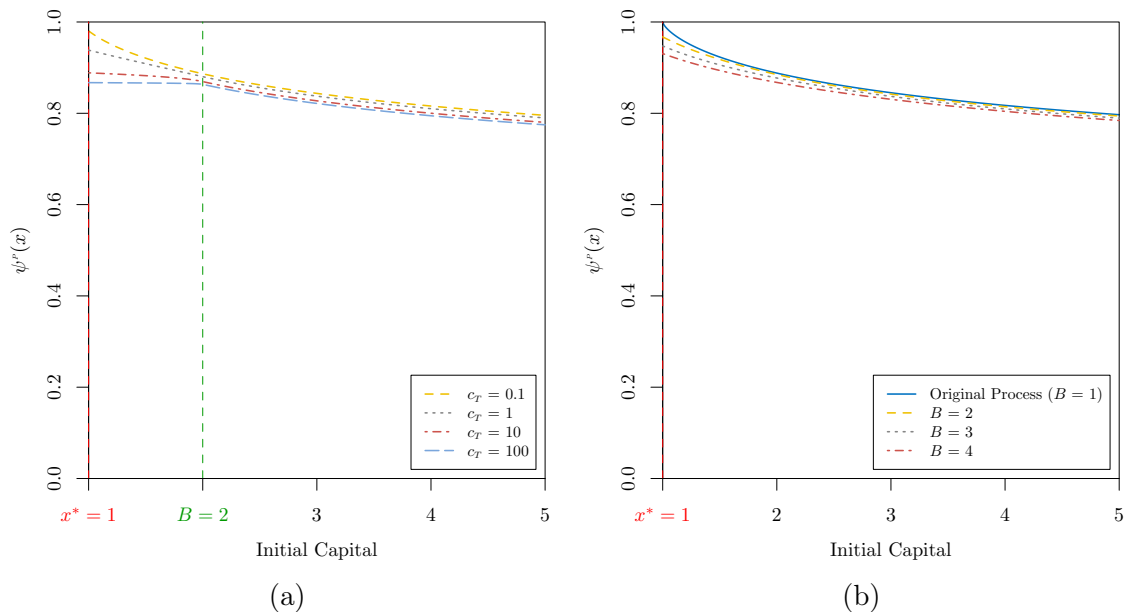 1.0
0.8
0.6
0.4
0.2
0.0
ψᵖ(x)
x* = 1
B = 2
3
4
5
Initial Capital
c_T = 0.1
c_T = 1
c_T = 10
c_T = 100
(a)
1.0
0.8
0.6
0.4
0.2
0.0
ψᵖ(x)
x* = 1
2
3
4
5
Initial Capital
Original Process (B = 1)
B = 2
B = 3
B = 4
(b)